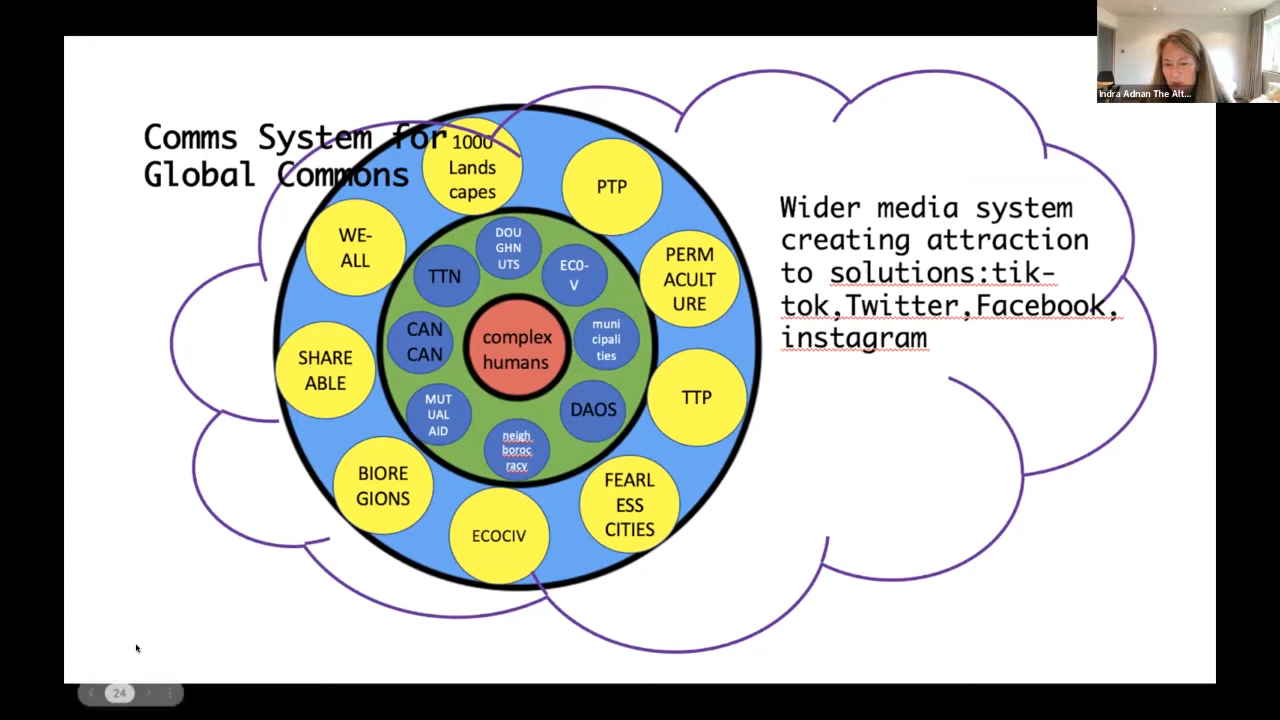 Indra Adnan The Alt...
Comms System for
Global Commons
1000
Lands
capes
PTP
PERM
ACULT
URE
TTP
FEARL
ESS
CITIES
ECOCIV
BIORE
GIONS
SHARE
ABLE
WE-
ALL
DOU
GHN
UTS
EC0-
V
muni
cipali
ties
DAOS
neigh
boroc
racy
MUT
UAL
AID
CAN
CAN
TTN
complex
humans
Wider media system
creating attraction
to solutions:tik-
tok,Twitter,Facebook,
instagram
24